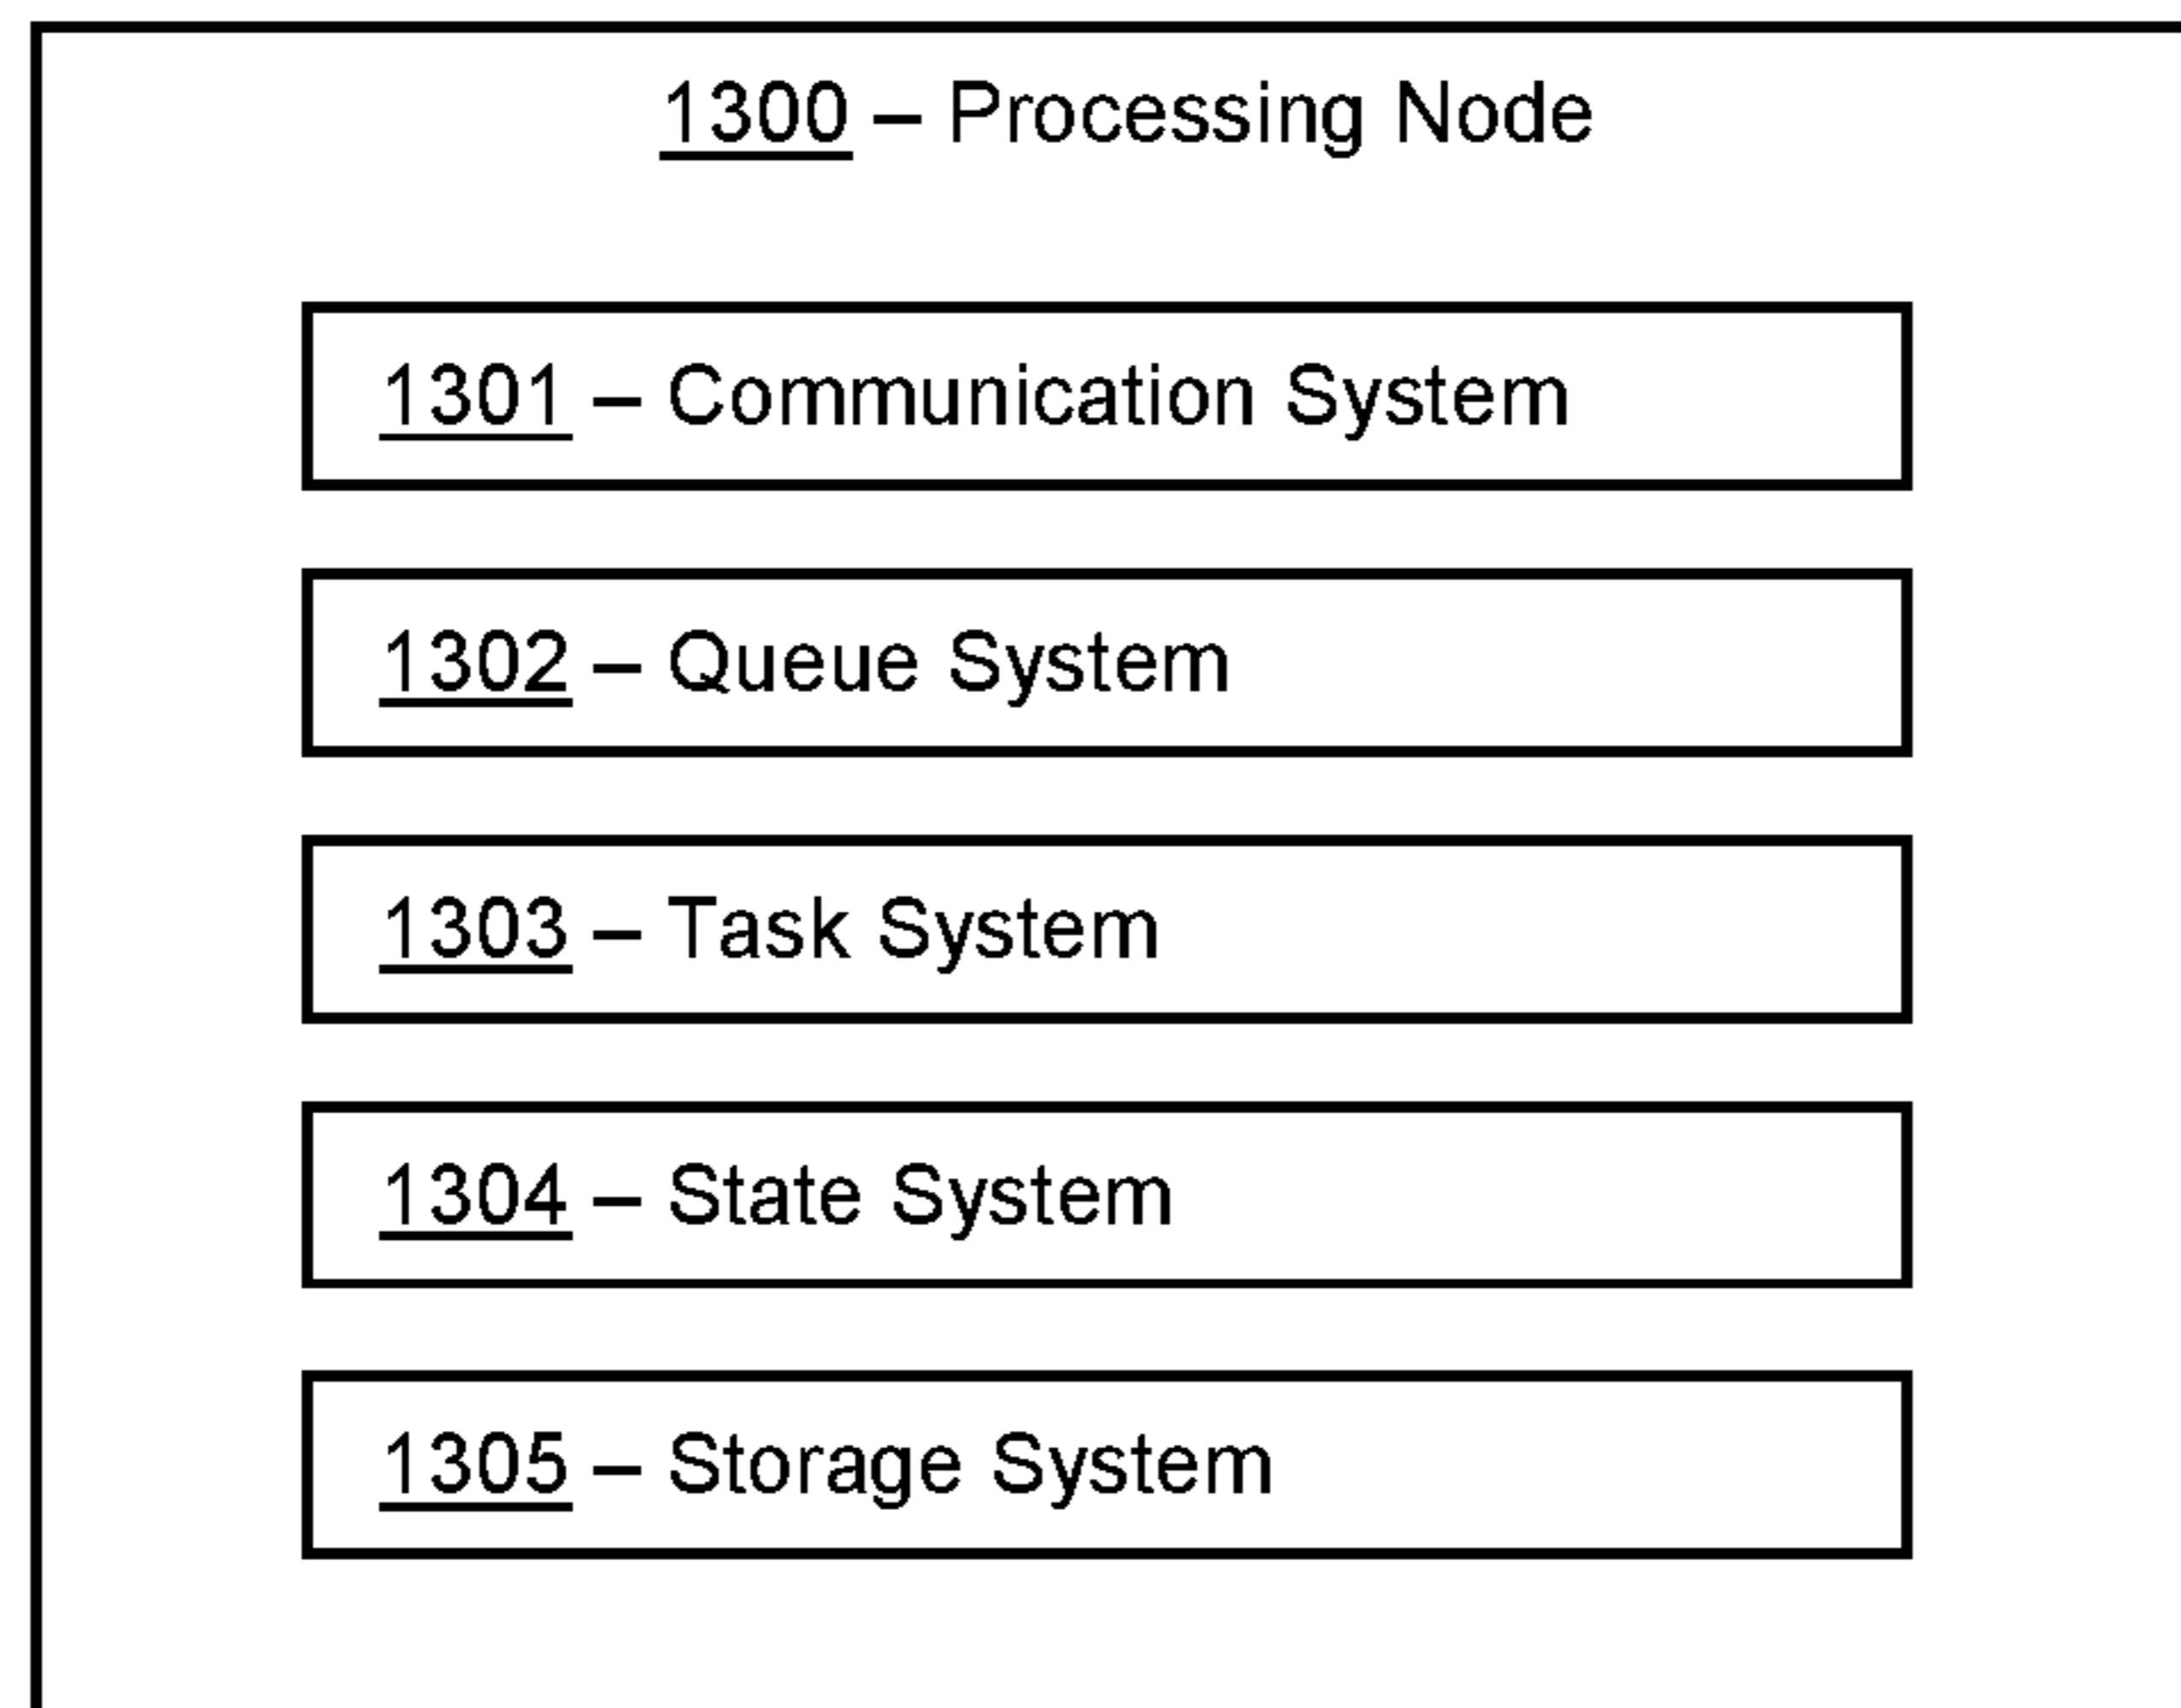 1300 – Processing Node
1301 – Communication System
1302 – Queue System
1303 – Task System
1304 – State System
1305 – Storage System